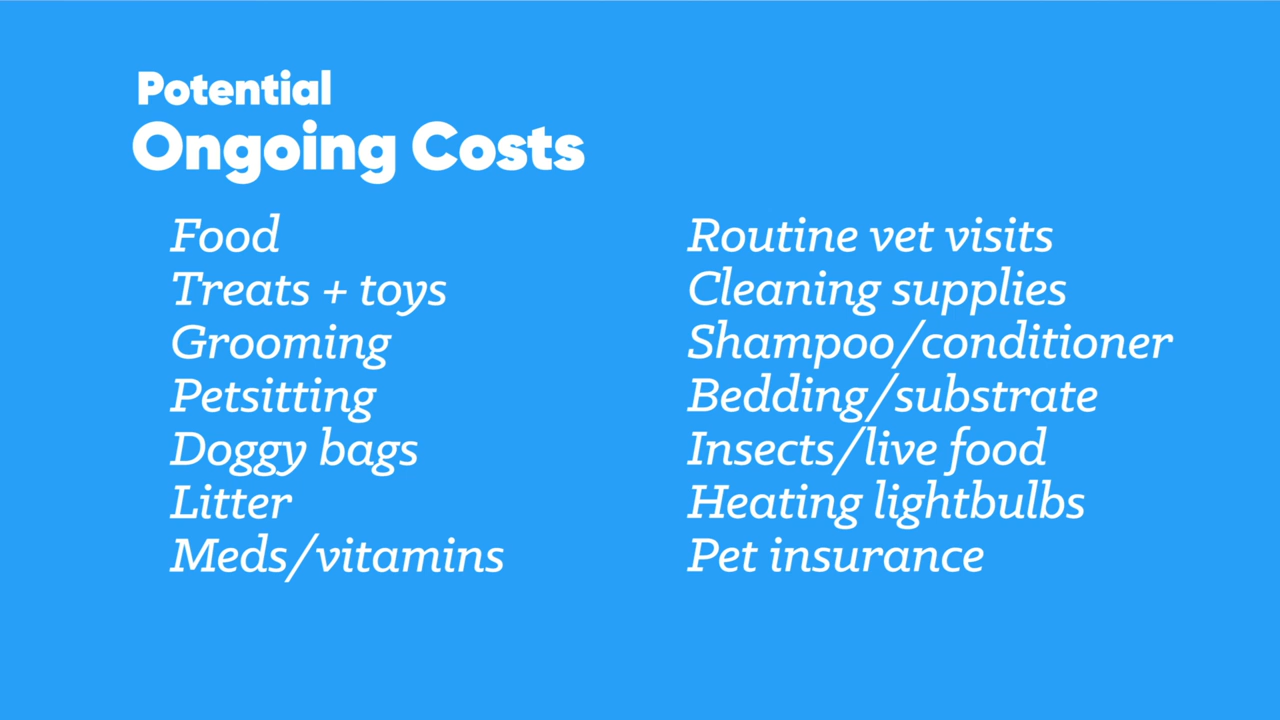 Potential
Ongoing Costs
Food
Treats + toys
Grooming
Petsitting
Doggy bags
Litter
Meds/vitamins
Routine vet visits
Cleaning supplies
Shampoo/conditioner
Bedding/substrate
Insects/live food
Heating lightbulbs
Pet insurance